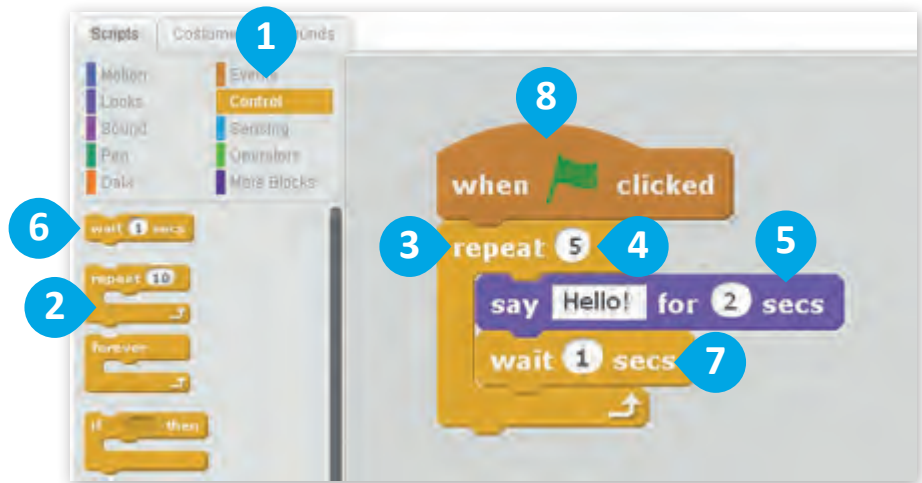 Scripts Costume unds
1
Motion Events
Looks Control
Sound Sensing
Pen Operators
Data More Blocks
6 wait 1 secs
2 repeat 10
forever
if then
8
when clicked
3 repeat 5 4
5
say Hello! for 2 secs
wait 1 secs 7